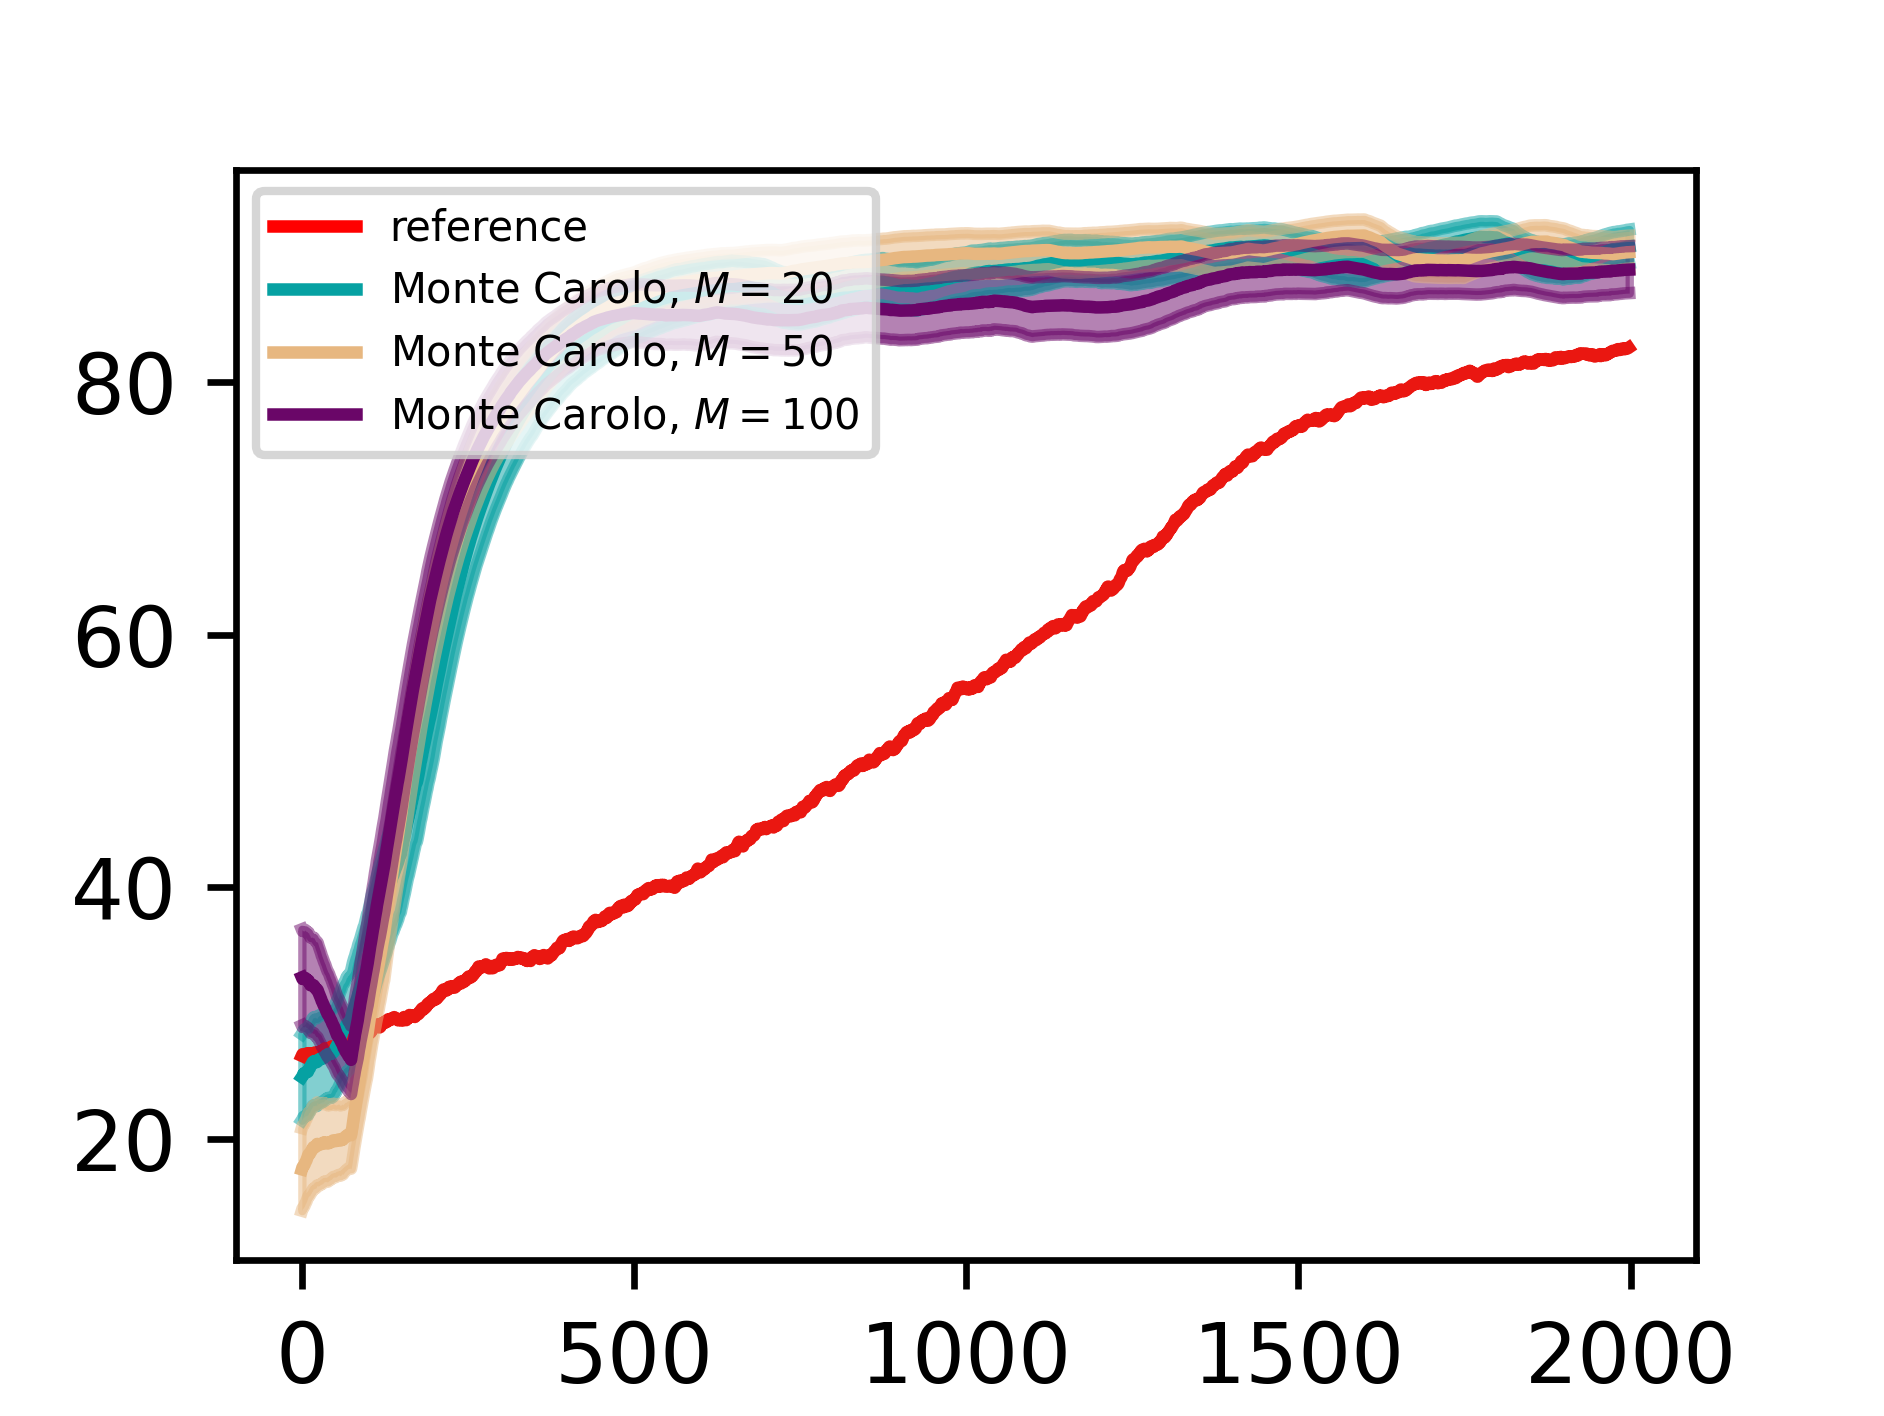 reference
Monte Carolo, M = 20
Monte Carolo, M = 50
Monte Carolo, M = 100
80
60
40
20
0 500 1000 1500 2000